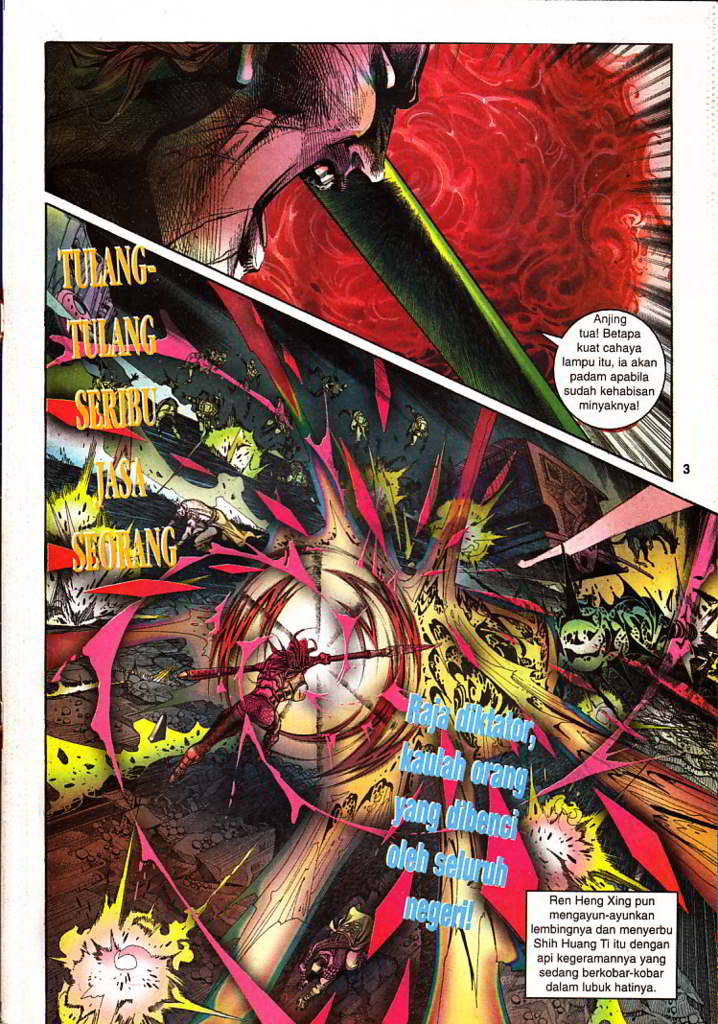 Anjing
tua! Betapa
kuat cahaya
lampu itu, ia akan
padam apabila
sudah kehabisan
minyaknya!
3
TULANG-
TULANG
SERIBU
JASA
SEORANG
Raja diktator,
kaulah orang
yang dibenci
oleh seluruh
negeri!
Ren Heng Xing pun
mengayun-ayunkan
lembingnya dan menyerbu
Shih Huang Ti itu dengan
api kegeramannya yang
sedang berkobar-kobar
dalam lubuk hatinya.